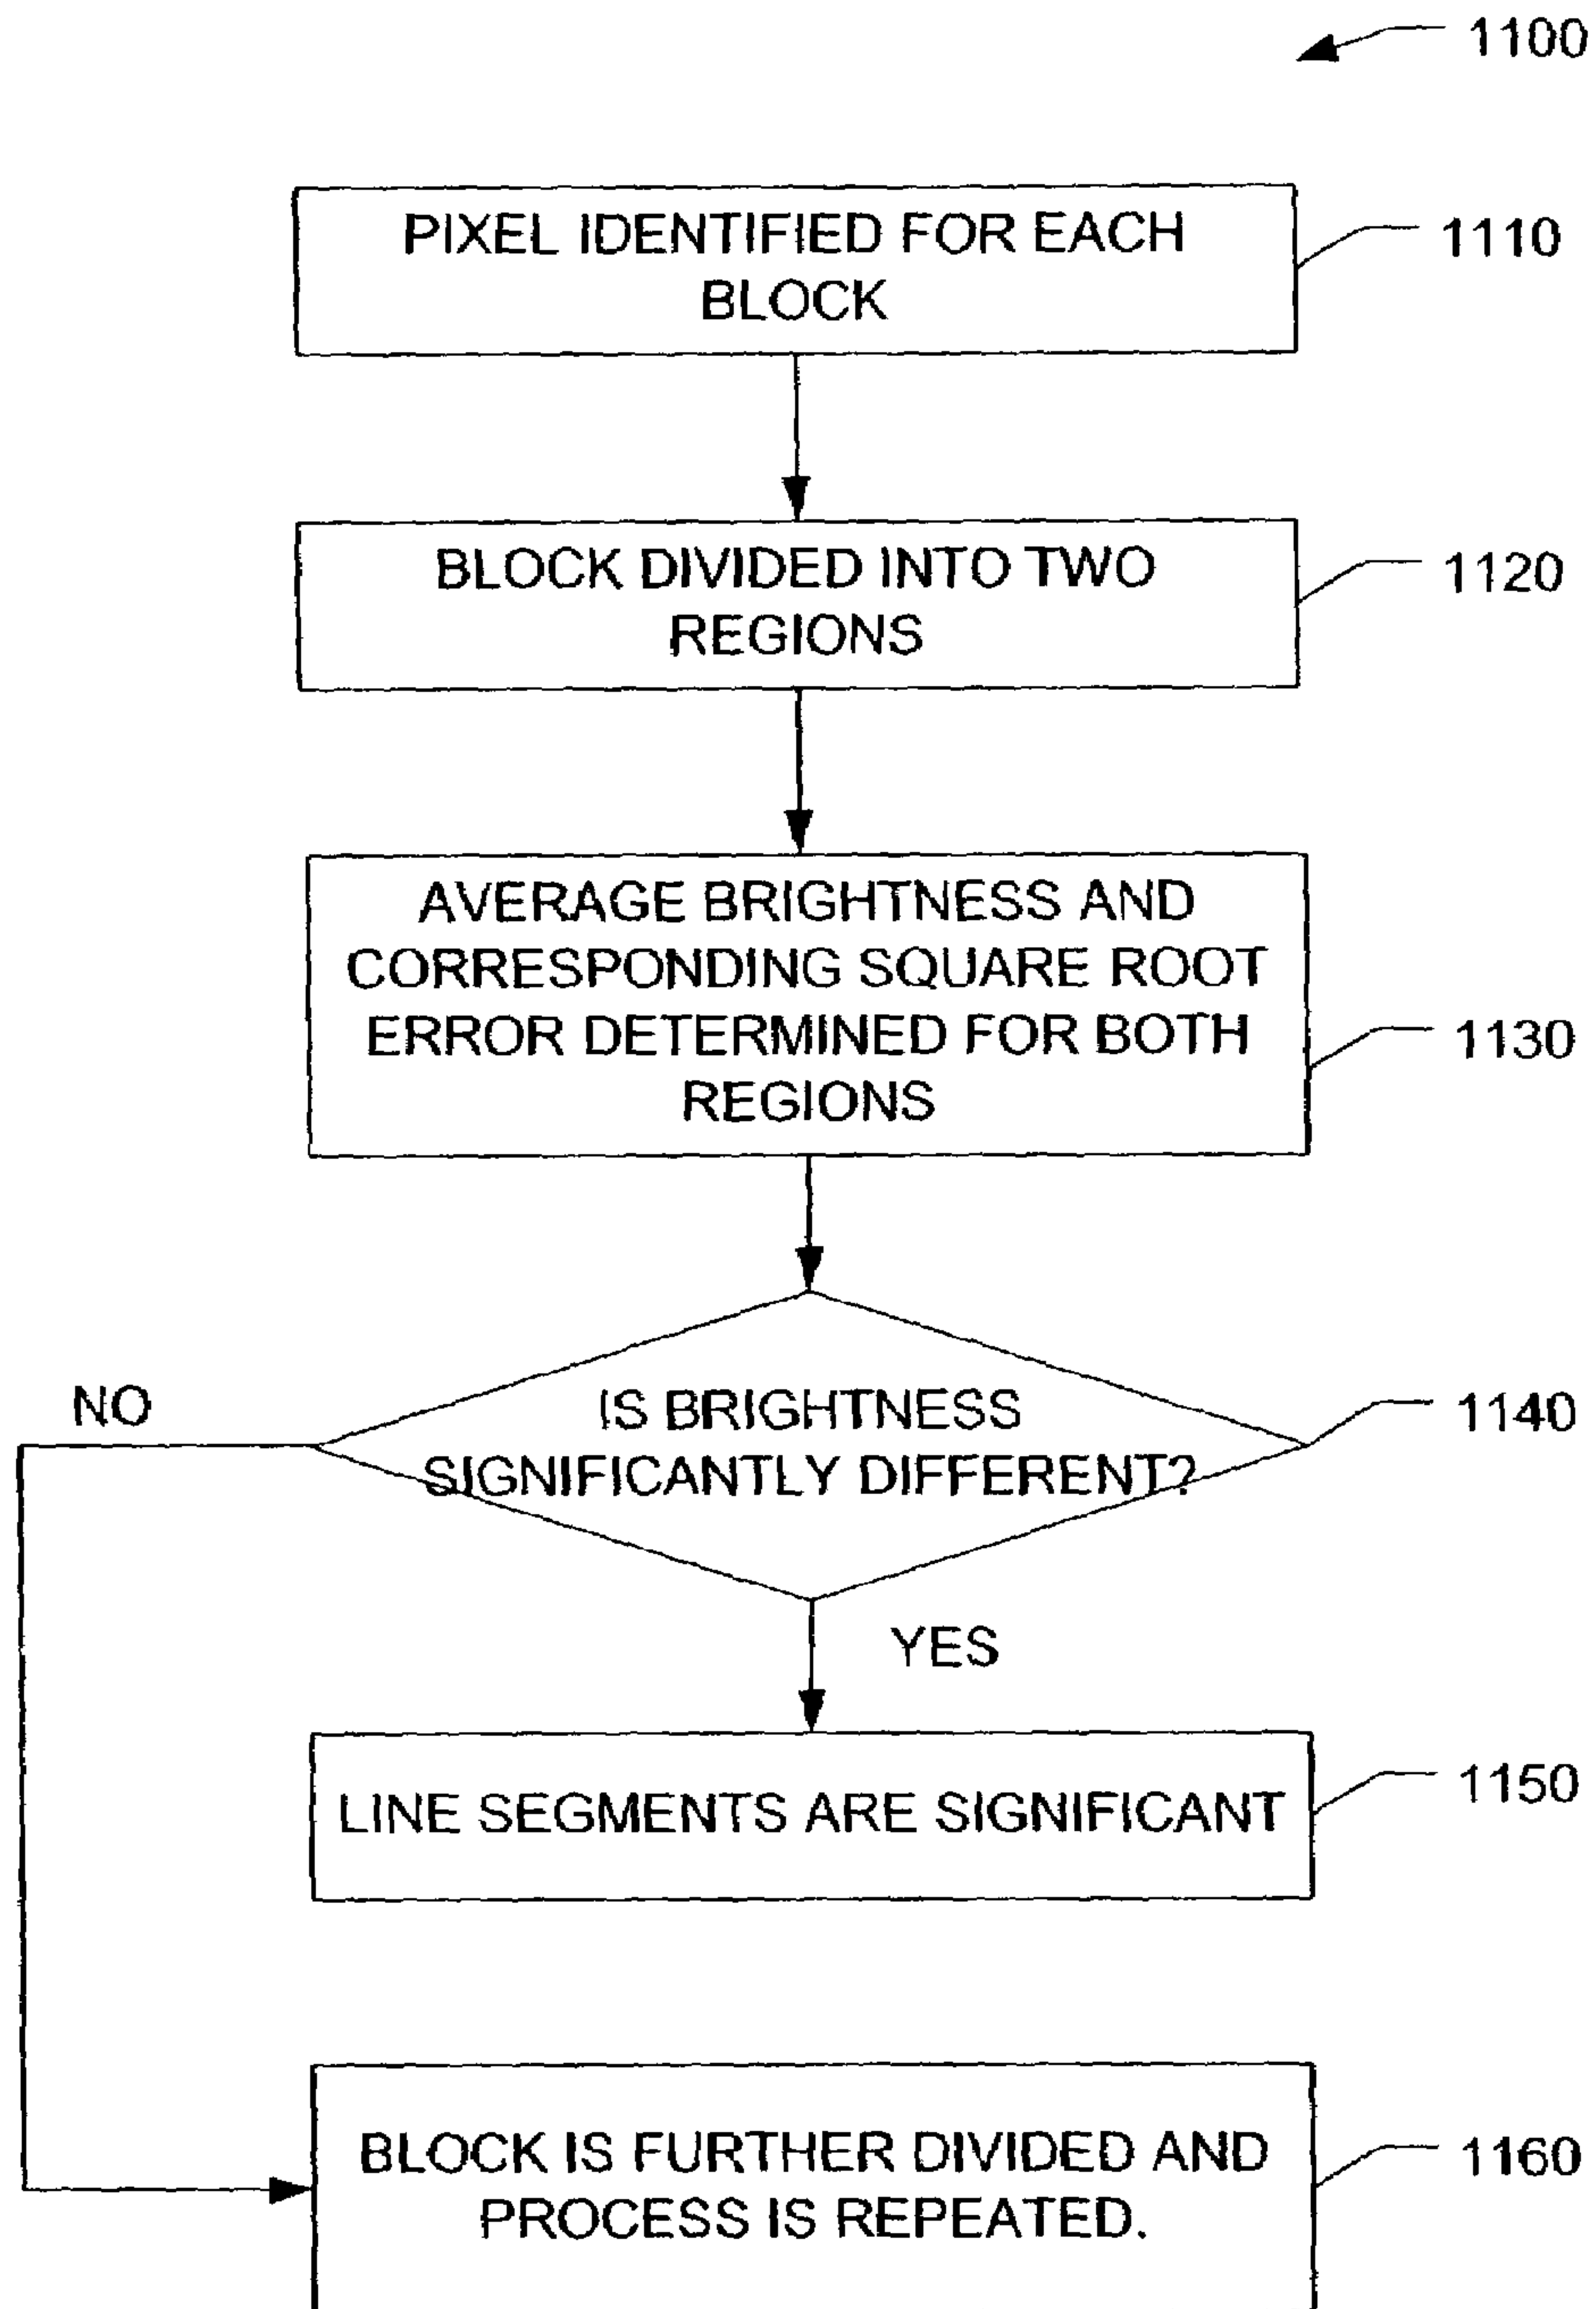 1100
PIXEL IDENTIFIED FOR EACH
BLOCK
1110
BLOCK DIVIDED INTO TWO
REGIONS
1120
AVERAGE BRIGHTNESS AND
CORRESPONDING SQUARE ROOT
ERROR DETERMINED FOR BOTH
REGIONS
1130
NO
IS BRIGHTNESS
SIGNIFICANTLY DIFFERENT?
1140
YES
LINE SEGMENTS ARE SIGNIFICANT
1150
BLOCK IS FURTHER DIVIDED AND
PROCESS IS REPEATED.
1160